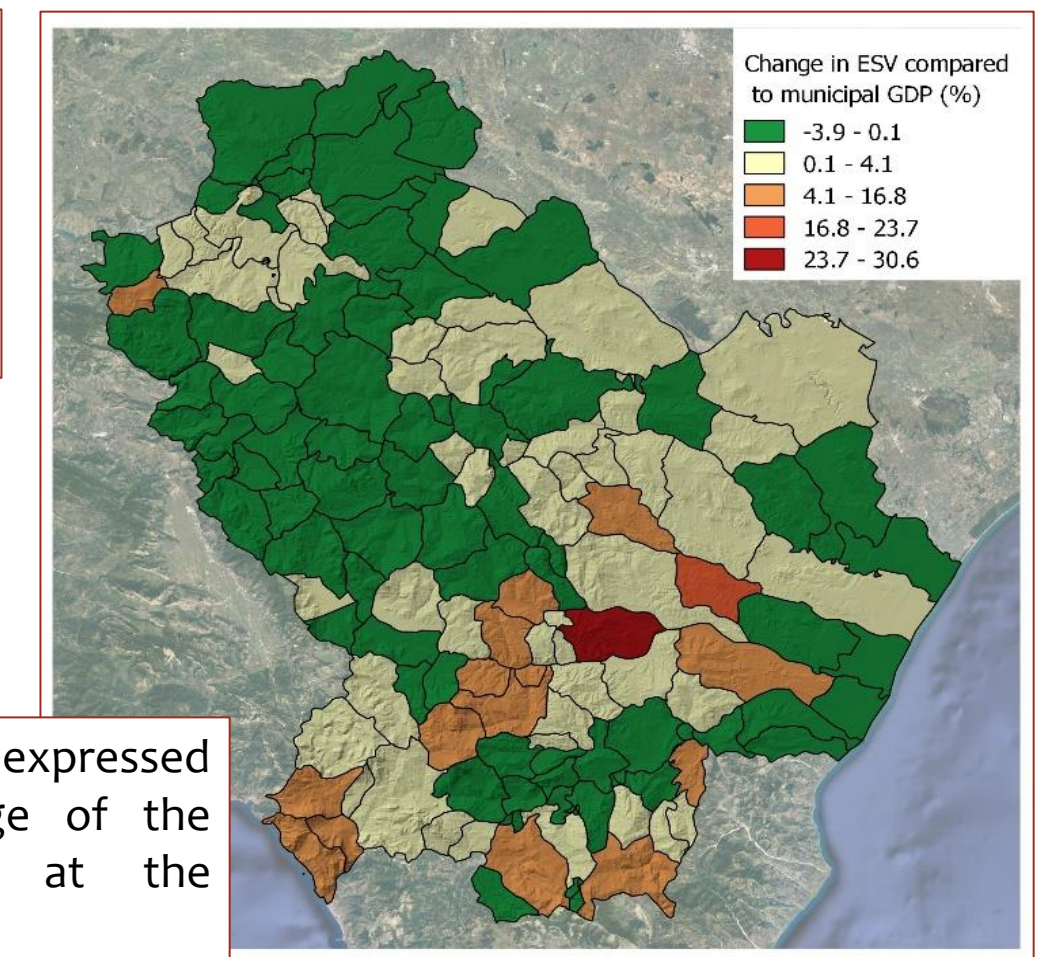 Change in ESV compared
to municipal GDP (%)
-3.9 - 0.1
0.1 - 4.1
4.1 - 16.8
16.8 - 23.7
23.7 - 30.6
expressed
of the
at the